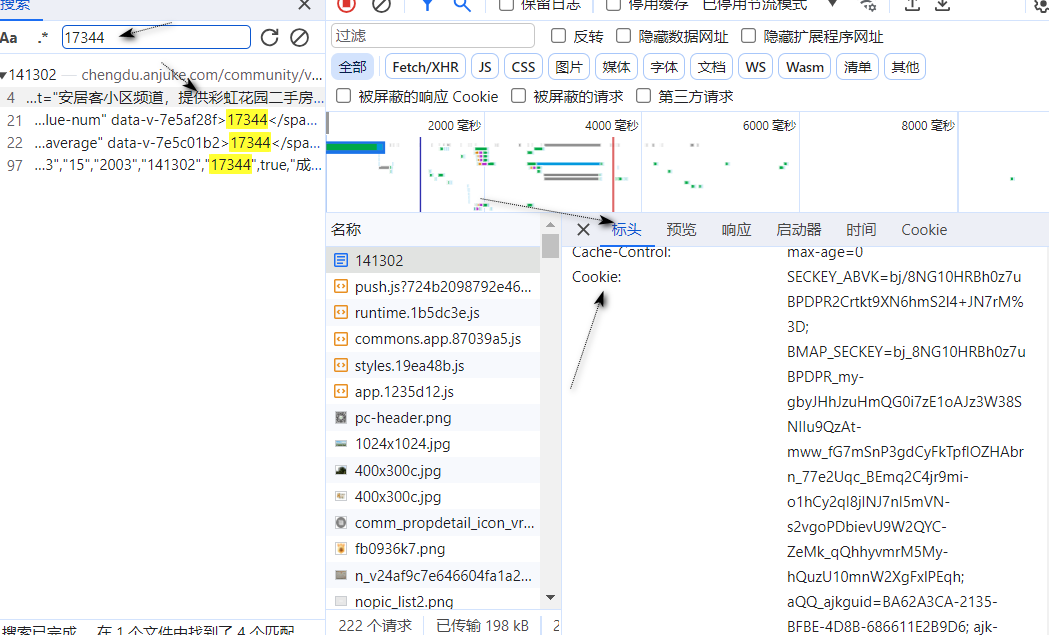 搜索
保留日志 停用缓存 已停用节流模式
Aa .* 17344
过滤 反转 隐藏数据网址 隐藏扩展程序网址
141302 — chengdu.anjuke.com/community/v...
全部 Fetch/XHR JS CSS 图片 媒体 字体 文档 WS Wasm 清单 其他
4 ...t="安居客小区频道，提供彩虹花园二手房...
被屏蔽的响应 Cookie 被屏蔽的请求 第三方请求
21 ...lue-num" data-v-7e5af28f>17344</spa...
22 ...average" data-v-7e5c01b2>17344</spa...
97 ...3","15","2003","141302","17344",true,"成...
2000 毫秒 4000 毫秒 6000 毫秒 8000 毫秒
名称
141302
push.js?724b2098792e46...
runtime.1b5dc3e.js
commons.app.87039a5.js
styles.19ea48b.js
app.1235d12.js
pc-header.png
1024x1024.jpg
400x300c.jpg
400x300c.jpg
comm_propdetail_icon_vr...
fb0936k7.png
n_v24af9c7e646604fa1a2...
nopic_list2.png
标头 预览 响应 启动器 时间 Cookie
Cache-Control: max-age=0
Cookie: SECKEY_ABVK=bj/8NG10HRBh0z7u
BPDPR2Crtkt9XN6hmS2I4+JN7rM%
3D;
BMAP_SECKEY=bj_8NG10HRBh0z7u
BPDPR_my-
gbyJHhJzuHmQG0i7zE1oAJz3W38S
NIIu9QzAt-
mww_fG7mSnP3gdCyFkTpflOZHAbr
n_77e2Uqc_BEmq2C4jr9mi-
o1hCy2ql8jINJ7nI5mVN-
s2vgoPDbievU9W2QYC-
ZeMk_qQhhyvmrM5My-
hQuzU10mnW2XgFxIPEqh;
aQQ_ajkguid=BA62A3CA-2135-
BFBE-4D8B-686611E2B9D6; ajk-
搜索已完成。 在 1 个文件中找到了 4 个匹配
222 个请求 已传输 198 kB 2